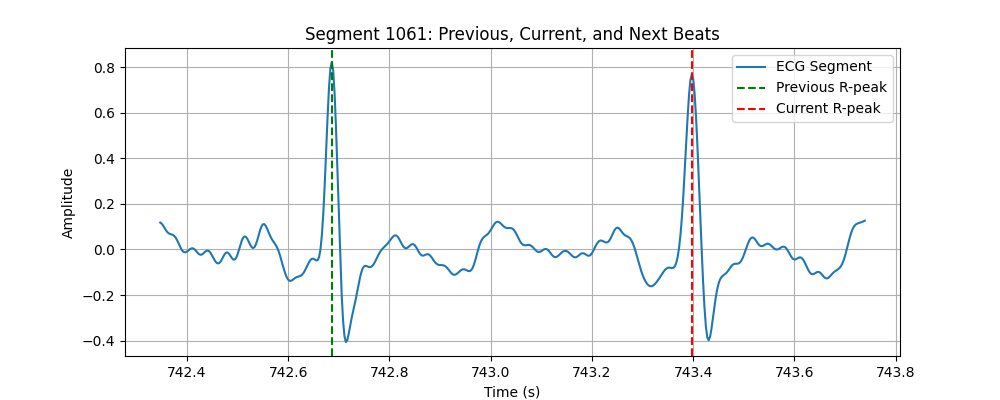 Segment 1061: Previous, Current, and Next Beats
ECG Segment
Previous R-peak
Current R-peak
Amplitude
0.8
0.6
0.4
0.2
0.0
−0.2
−0.4
742.4 742.6 742.8 743.0 743.2 743.4 743.6 743.8
Time (s)